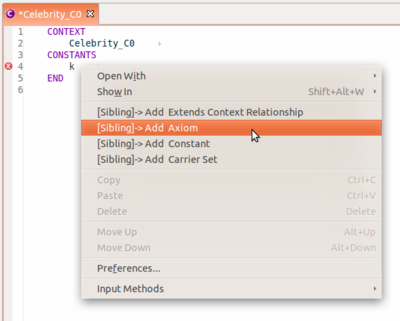 *Celebrity_C0
1 CONTEXT
2 Celebrity_C0
3 CONSTANTS
4 k
5 END
6
Open With
Show In Shift+Alt+W
[Sibling]-> Add Extends Context Relationship
[Sibling]-> Add Axiom
[Sibling]-> Add Constant
[Sibling]-> Add Carrier Set
Copy Ctrl+C
Paste Ctrl+V
Delete Delete
Move Up Alt+Up
Move Down Alt+Down
Preferences...
Input Methods